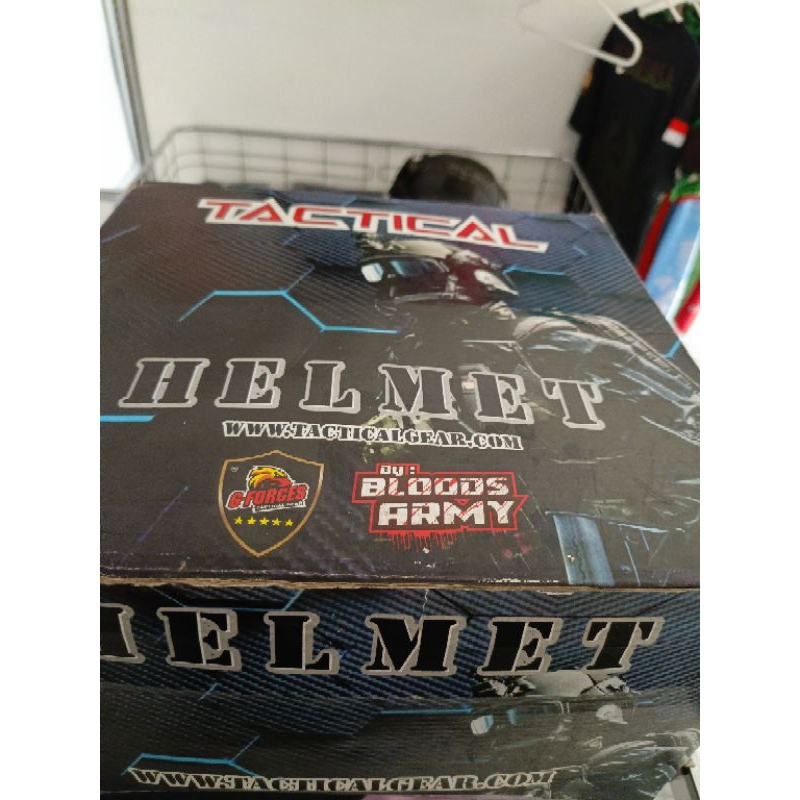 TACTICAL
HELMET
WWW.TACTICALGEAR.COM
G-FORCES
★★★★★
By:
BLOODS
ARMY
HELMET
WWW.TACTICALGEAR.COM